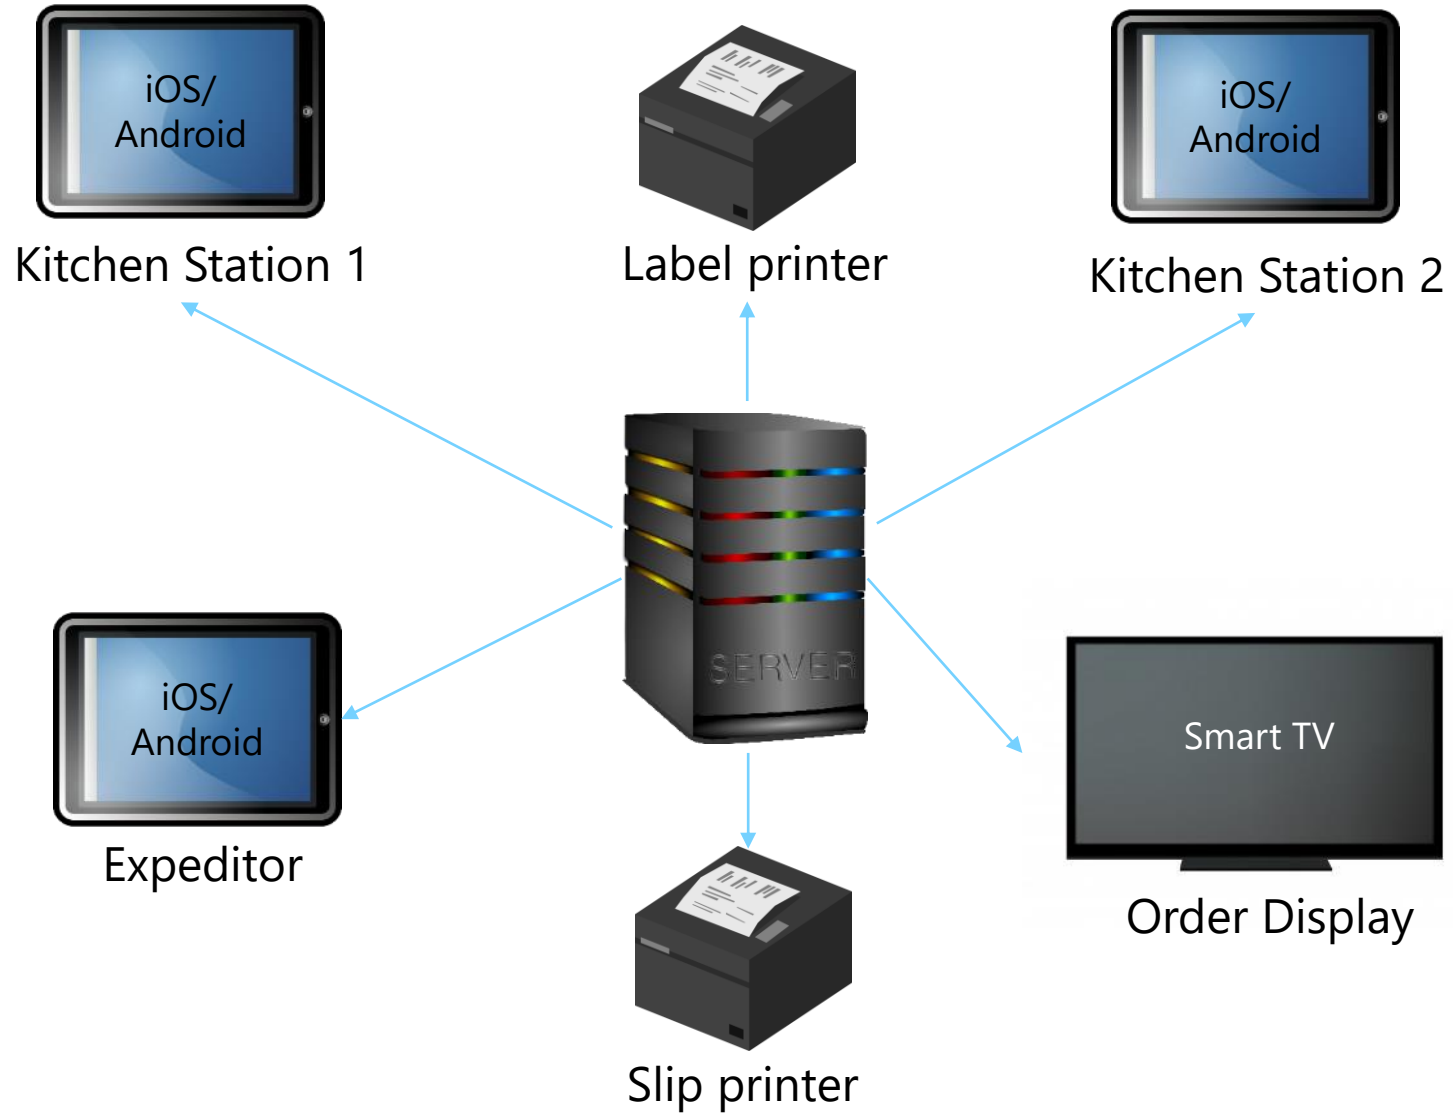 iOS/
Android
Kitchen Station 1
Label printer
iOS/
Android
Kitchen Station 2
SERVER
iOS/
Android
Expeditor
Smart TV
Order Display
Slip printer